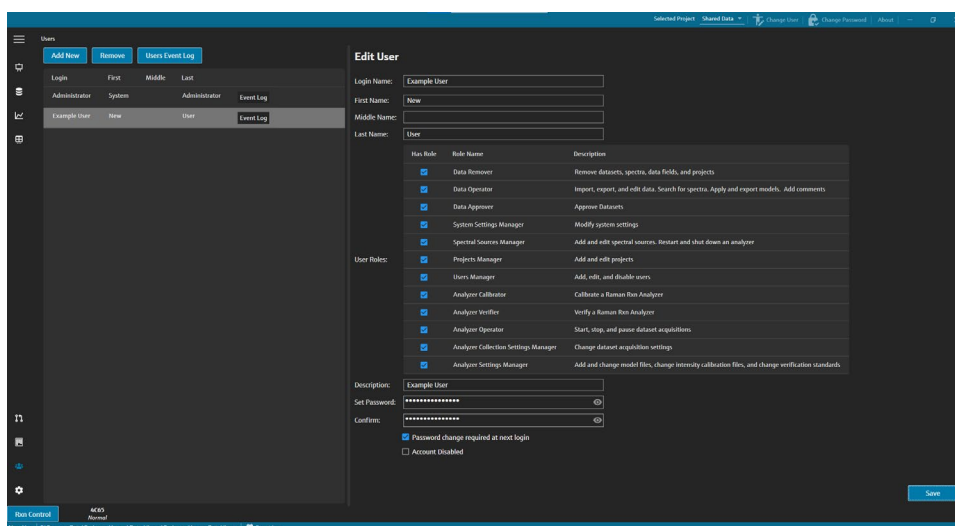 Selected Project Shared Data Change User Change Password About
Users
Add New Remove Users Event Log
Login First Middle Last
Administrator System Administrator Event Log
Example User New User Event Log
Edit User
Login Name: Example User
First Name: New
Middle Name:
Last Name: User
Has Role Role Name Description
Data Remover Remove datasets, spectra, data fields, and projects
Data Operator Import, export, and edit data. Search for spectra. Apply and export models. Add comments
Data Approver Approve Datasets
System Settings Manager Modify system settings
Spectral Sources Manager Add and edit spectral sources. Restart and shut down an analyzer
User Roles: Projects Manager Add and edit projects
Users Manager Add, edit, and disable users
Analyzer Calibrator Calibrate a Raman Rxn Analyzer
Analyzer Verifier Verify a Raman Rxn Analyzer
Analyzer Operator Start, stop, and pause dataset acquisitions
Analyzer Collection Settings Manager Change dataset acquisition settings
Analyzer Settings Manager Add and change model files, change intensity calibration files, and change verification standards
Description: Example User
Set Password: •••••••••••••••
Confirm: •••••••••••••••
Password change required at next login
Account Disabled
Save
Rxn Control 4C65
Normal